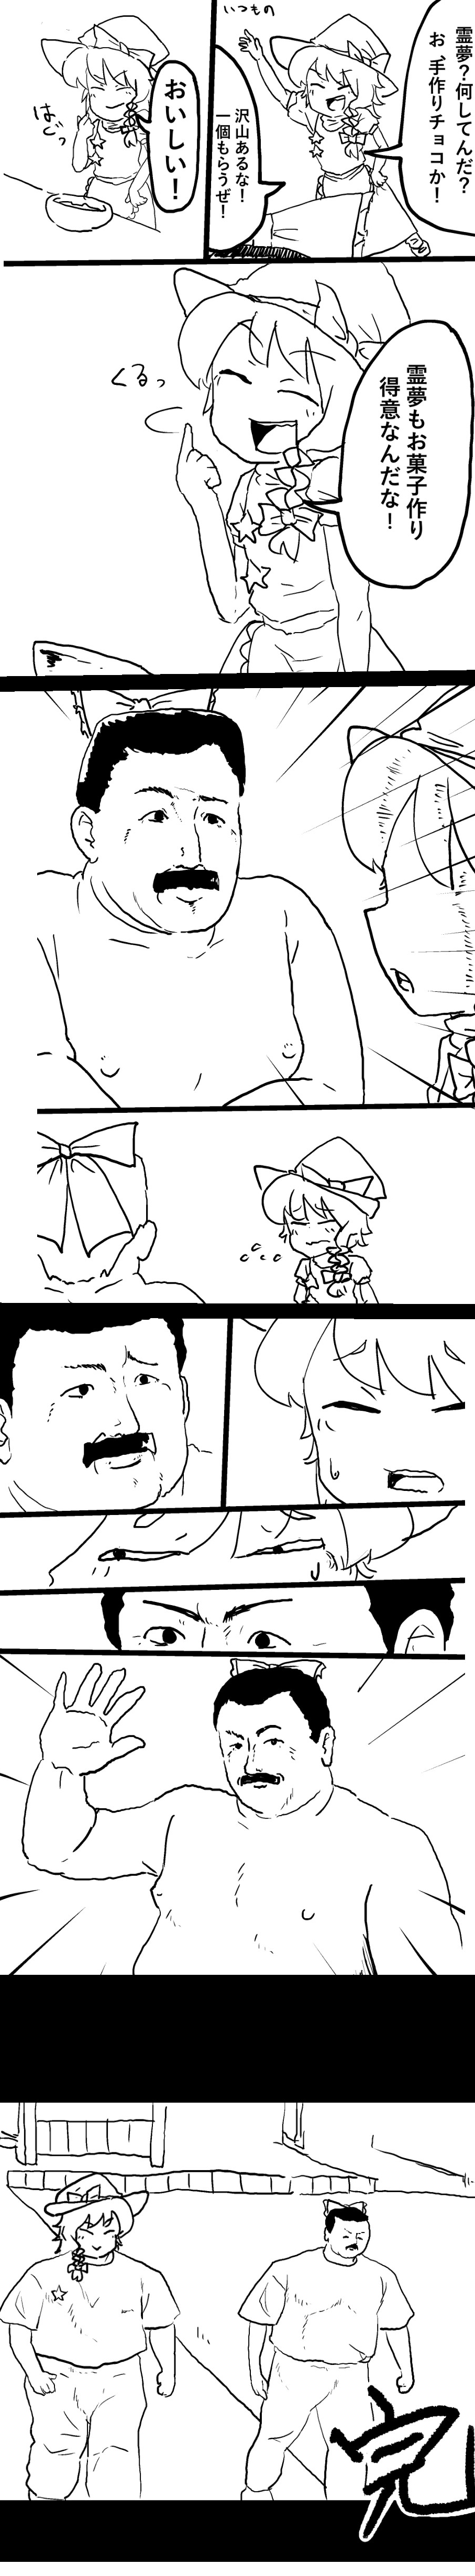 霊夢？何してんだ？
お、手作りチョコか！
いつもの
沢山あるな！
一個もらうぜ！
おいしい！
はぐっ
霊夢もお菓子作り
得意なんだな！
くるっ
完